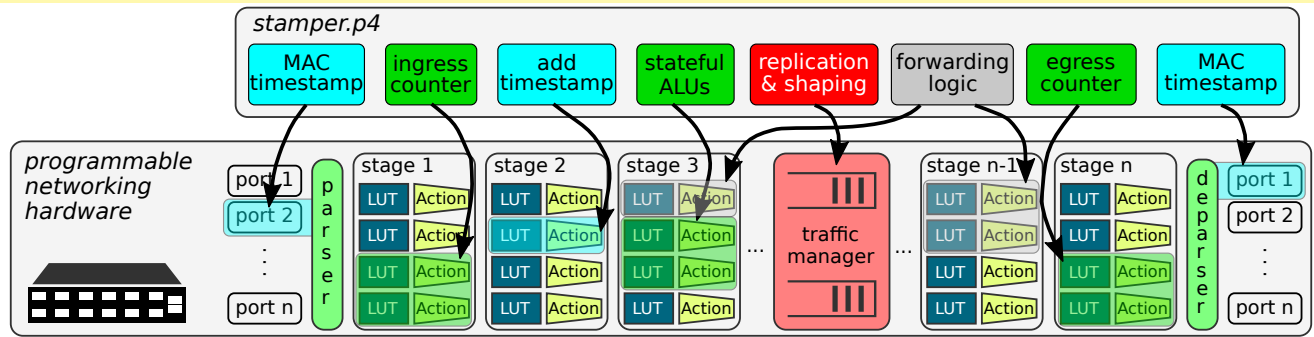 stamper.p4
MAC
timestamp
ingress
counter
add
timestamp
stateful
ALUs
replication
& shaping
forwarding
logic
egress
counter
MAC
timestamp
programmable
networking
hardware
port 1
port 2
⋮
port n
parser
stage 1
LUT Action
LUT Action
LUT Action
LUT Action
stage 2
LUT Action
LUT Action
LUT Action
LUT Action
stage 3
LUT Action
LUT Action
LUT Action
LUT Action
...
traffic
manager
...
stage n-1
LUT Action
LUT Action
LUT Action
LUT Action
stage n
LUT Action
LUT Action
LUT Action
LUT Action
deparser
port 1
port 2
⋮
port n